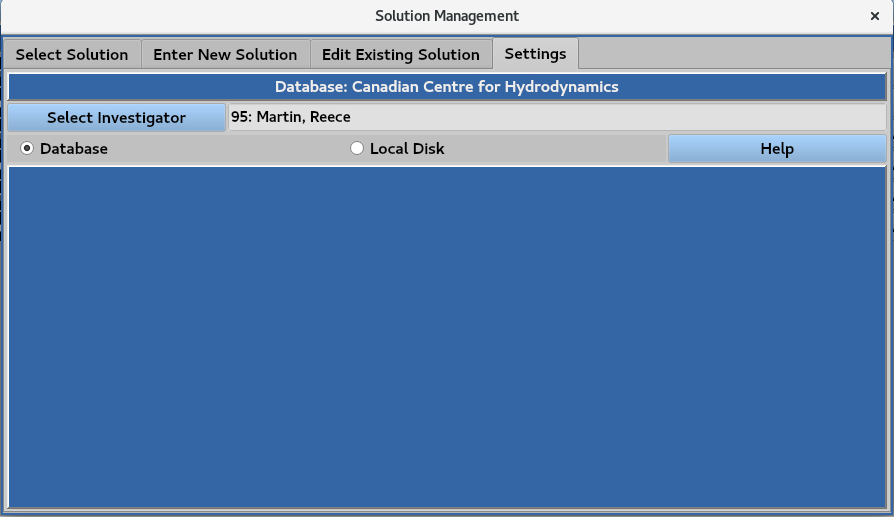 Solution Management
Select Solution Enter New Solution Edit Existing Solution Settings
Database: Canadian Centre for Hydrodynamics
Select Investigator 95: Martin, Reece
Database Local Disk Help